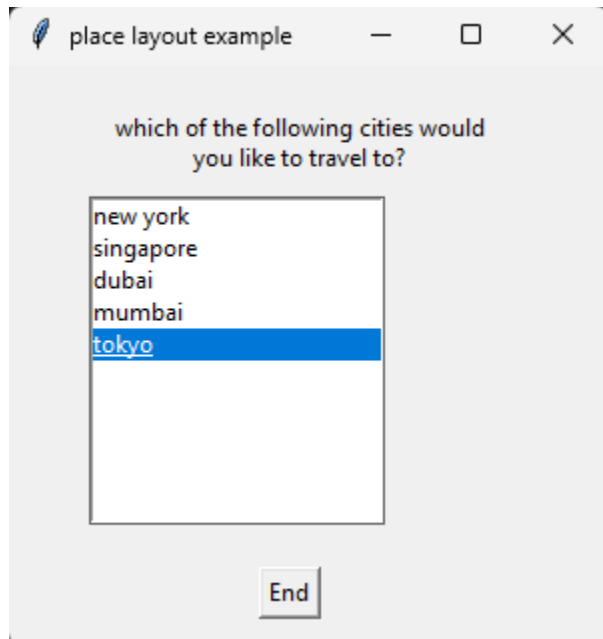 place layout example
which of the following cities would
you like to travel to?
new york
singapore
dubai
mumbai
tokyo
End